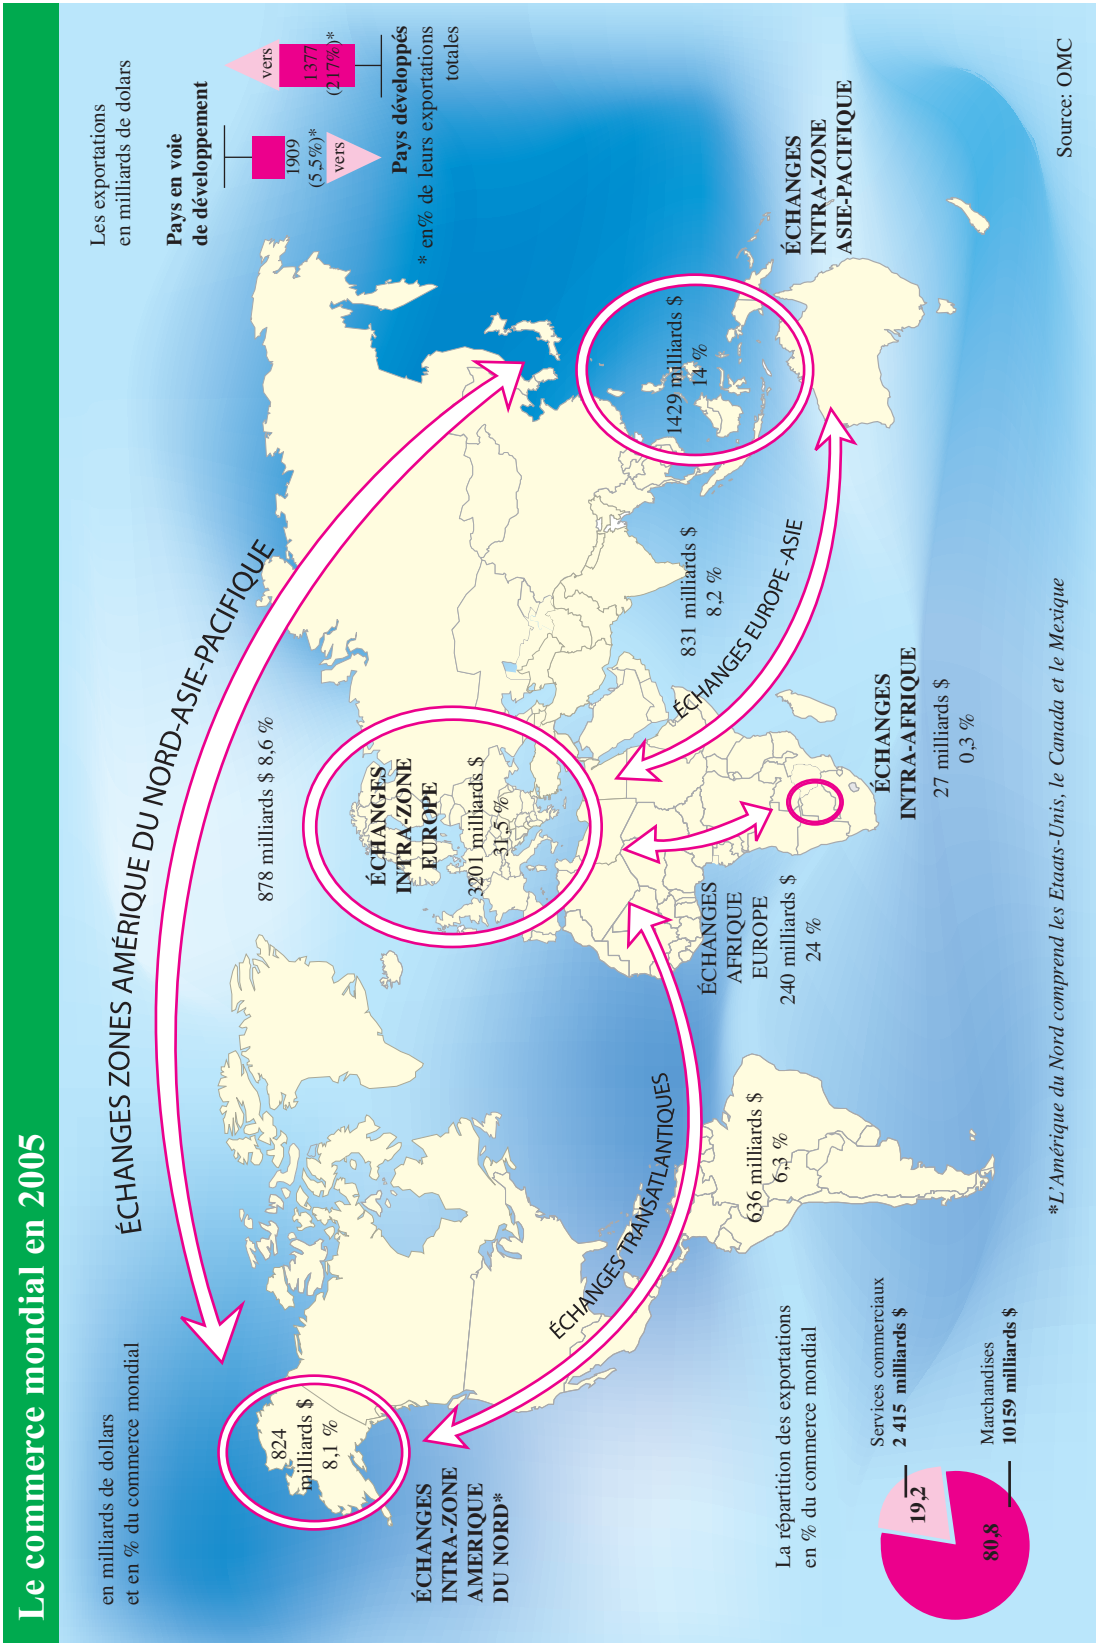 Le commerce mondial en 2005
en milliards de dollars
et en % du commerce mondial
ÉCHANGES ZONES AMÉRIQUE DU NORD-ASIE-PACIFIQUE
878 milliards $ 8,6 %
Les exportations
en milliards de dolars
Pays en voie
de développement
1909
(5,5%)*
vers
vers
1377
(217%)*
Pays développés
* en% de leurs exportations
totales
824
milliards $
8,1 %
ÉCHANGES
INTRA-ZONE
AMERIQUE
DU NORD*
ÉCHANGES
INTRA-ZONE
EUROPE
3201 milliards $
31,5 %
1429 milliards $
14 %
ÉCHANGES
INTRA-ZONE
ASIE-PACIFIQUE
ÉCHANGES TRANSATLANTIQUES
636 milliards $
6,3 %
ÉCHANGES
AFRIQUE
EUROPE
240 milliards $
24 %
831 milliards $
8,2 %
ÉCHANGES EUROPE -ASIE
ÉCHANGES
INTRA-AFRIQUE
27 milliards $
0,3 %
La répartition des exportations
en % du commerce mondial
Services commerciaux
2 415 milliards $
19,2
80,8
Marchandises
10159 milliards $
*L'Amérique du Nord comprend les Etaats-Unis, le Canada et le Mexique
Source: OMC